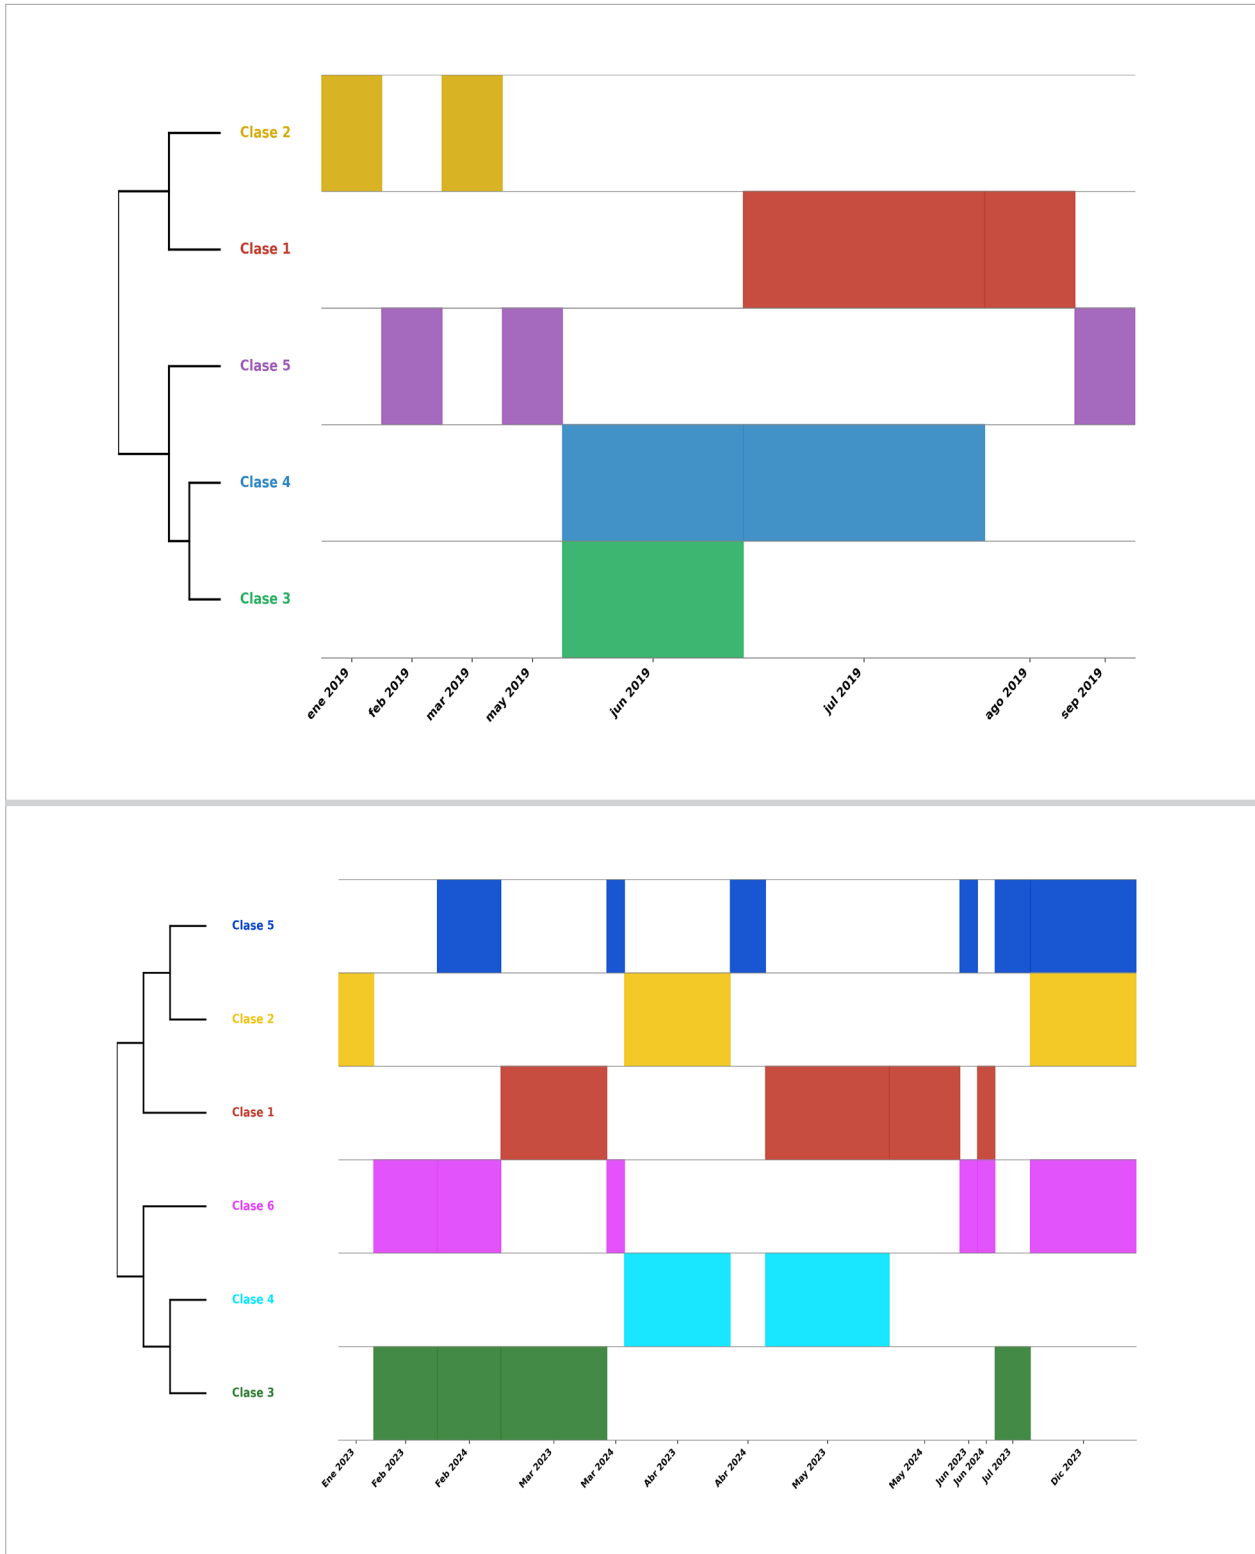 Clase 2
Clase 1
Clase 5
Clase 4
Clase 3
ene 2019
feb 2019
mar 2019
may 2019
jun 2019
jul 2019
ago 2019
sep 2019
Clase 5
Clase 2
Clase 1
Clase 6
Clase 4
Clase 3
Ene 2023
Feb 2023
Feb 2024
Mar 2023
Mar 2024
Abr 2023
Abr 2024
May 2023
May 2024
Jun 2023
Jun 2024
Jul 2023
Dic 2023